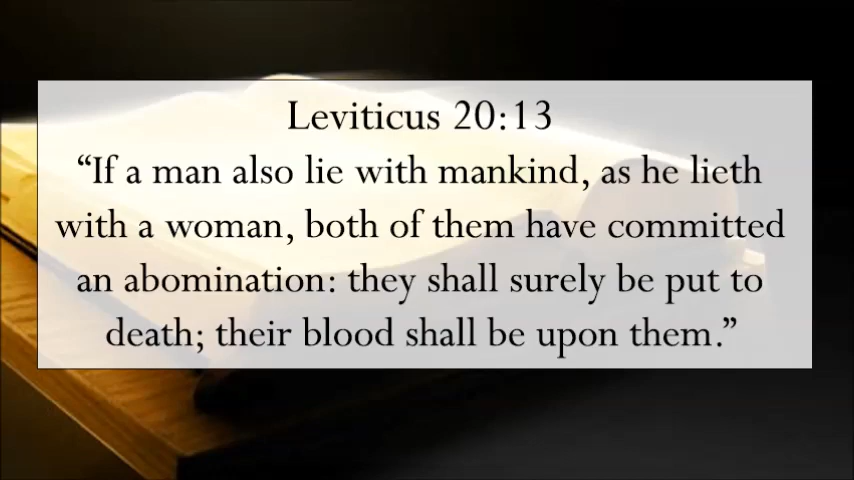 Leviticus 20:13
“If a man also lie with mankind, as he lieth
with a woman, both of them have committed
an abomination: they shall surely be put to
death; their blood shall be upon them.”